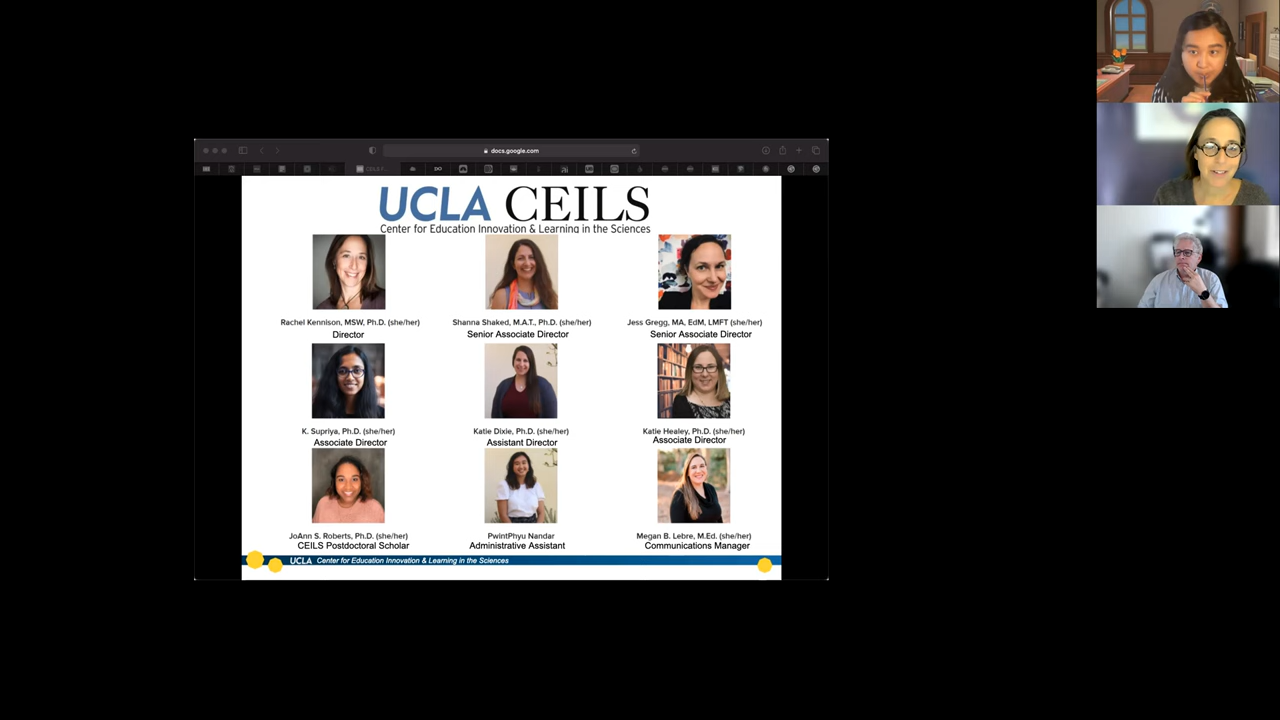 docs.google.com
UCLA CEILS
Center for Education Innovation & Learning in the Sciences
Rachel Kennison, MSW, Ph.D. (she/her)
Director
Shanna Shaked, M.A.T., Ph.D. (she/her)
Senior Associate Director
Jess Gregg, MA, EdM, LMFT (she/her)
Senior Associate Director
K. Supriya, Ph.D. (she/her)
Associate Director
Katie Dixie, Ph.D. (she/her)
Assistant Director
Katie Healey, Ph.D. (she/her)
Associate Director
JoAnn S. Roberts, Ph.D. (she/her)
CEILS Postdoctoral Scholar
PwintPhyu Nandar
Administrative Assistant
Megan B. Lebre, M.Ed. (she/her)
Communications Manager
UCLA Center for Education Innovation & Learning in the Sciences